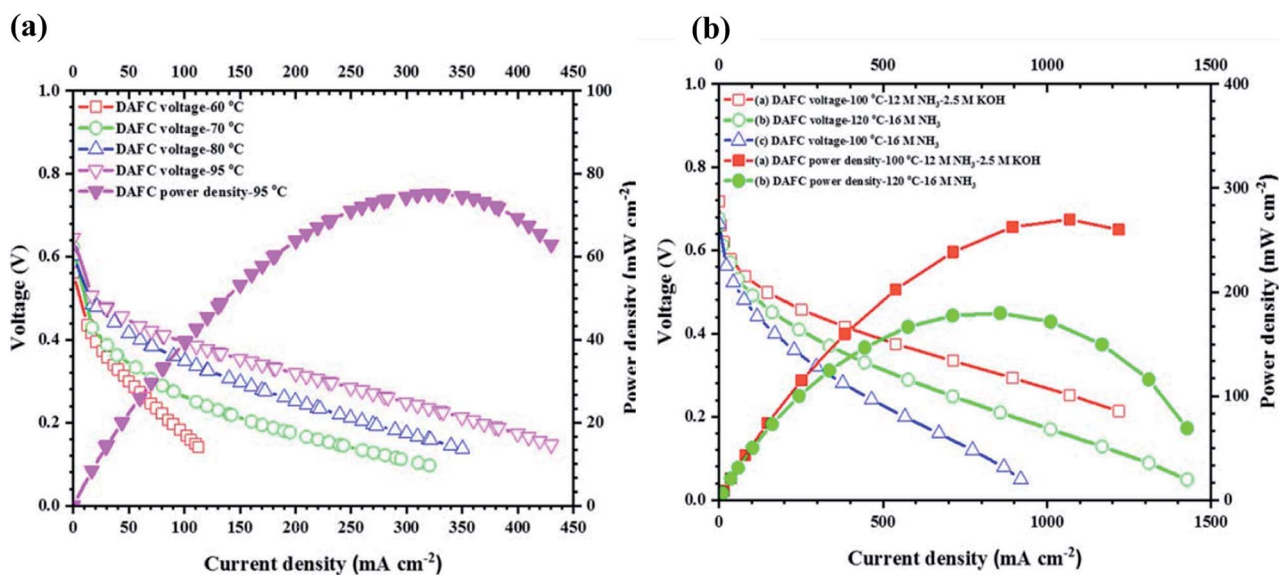 (a)
0 50 100 150 200 250 300 350 400 450
1.0 100
DAFC voltage-60 °C
DAFC voltage-70 °C
DAFC voltage-80 °C
DAFC voltage-95 °C
DAFC power density-95 °C
0.8 80
0.6 60
0.4 40
0.2 20
0.0 0
Voltage (V)
Power density (mW cm-2)
0 50 100 150 200 250 300 350 400 450
Current density (mA cm-2)
(b)
0 500 1000 1500
1.0 400
(a) DAFC voltage-100 °C-12 M NH3-2.5 M KOH
(b) DAFC voltage-120 °C-16 M NH3
(c) DAFC voltage-100 °C-16 M NH3
(a) DAFC power density-100 °C-12 M NH3-2.5 M KOH
(b) DAFC power density-120 °C-16 M NH3
0.8 300
0.6
0.4 200
0.2 100
0.0 0
Voltage (V)
Power density (mW cm-2)
0 500 1000 1500
Current density (mA cm-2)